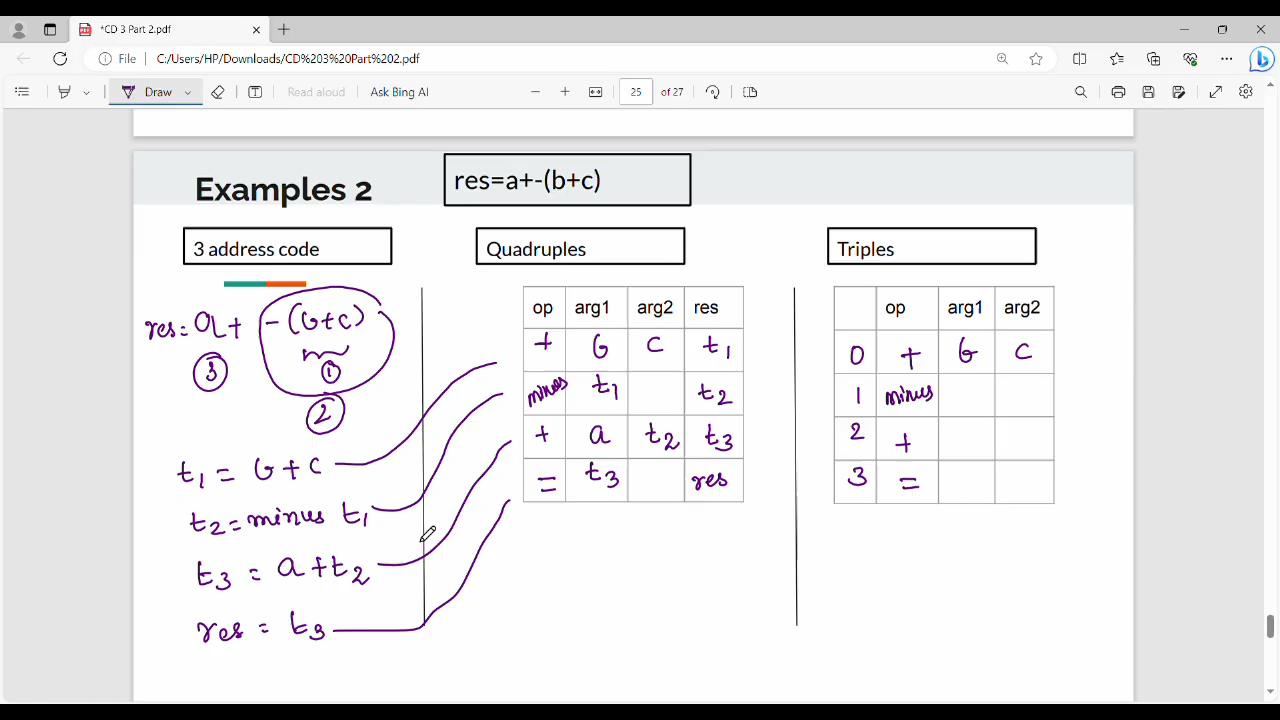 *CD 3 Part 2.pdf
File C:/Users/HP/Downloads/CD%203%20Part%202.pdf
Draw Read aloud Ask Bing AI 25 of 27
Examples 2
res=a+-(b+c)
3 address code
Quadruples
Triples
res = a + -(b+c)
1
3
2
t1 = b + c
t2 = minus t1
t3 = a + t2
res = t3
op arg1 arg2 res
+ b c t1
minus t1 t2
+ a t2 t3
= t3 res
op arg1 arg2
0 + b c
1 minus
2 +
3 =